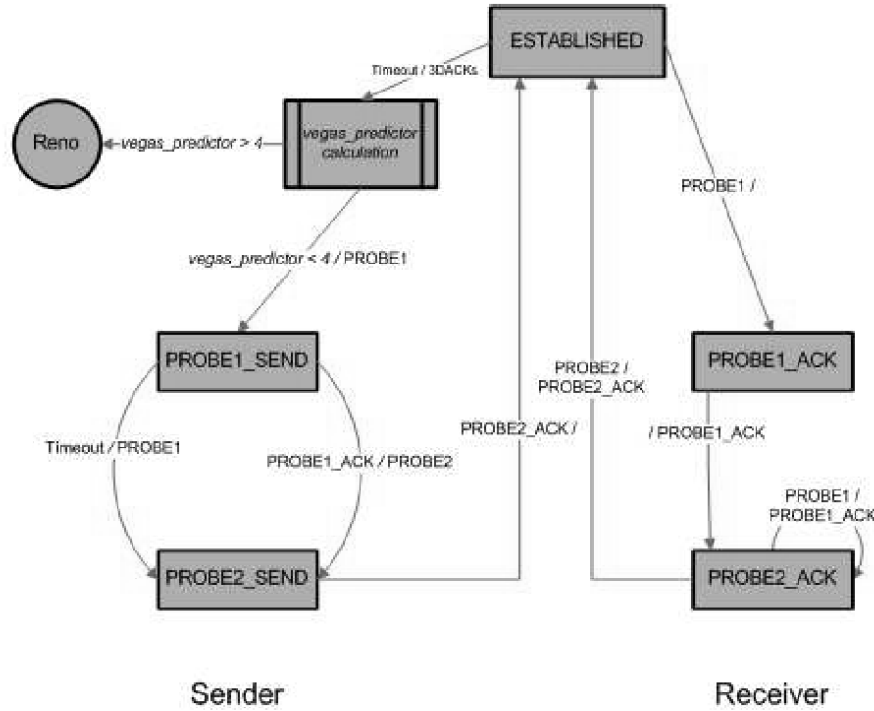 ESTABLISHED
Timeout / 3DACKs
Reno
vegas_predictor > 4
vegas_predictor
calculation
PROBE1 /
vegas_predictor < 4 / PROBE1
PROBE1_SEND
PROBE1_ACK
PROBE2 /
PROBE2_ACK
PROBE2_ACK /
/ PROBE1_ACK
Timeout / PROBE1
PROBE1_ACK / PROBE2
PROBE1 /
PROBE1_ACK
PROBE2_SEND
PROBE2_ACK
Sender
Receiver